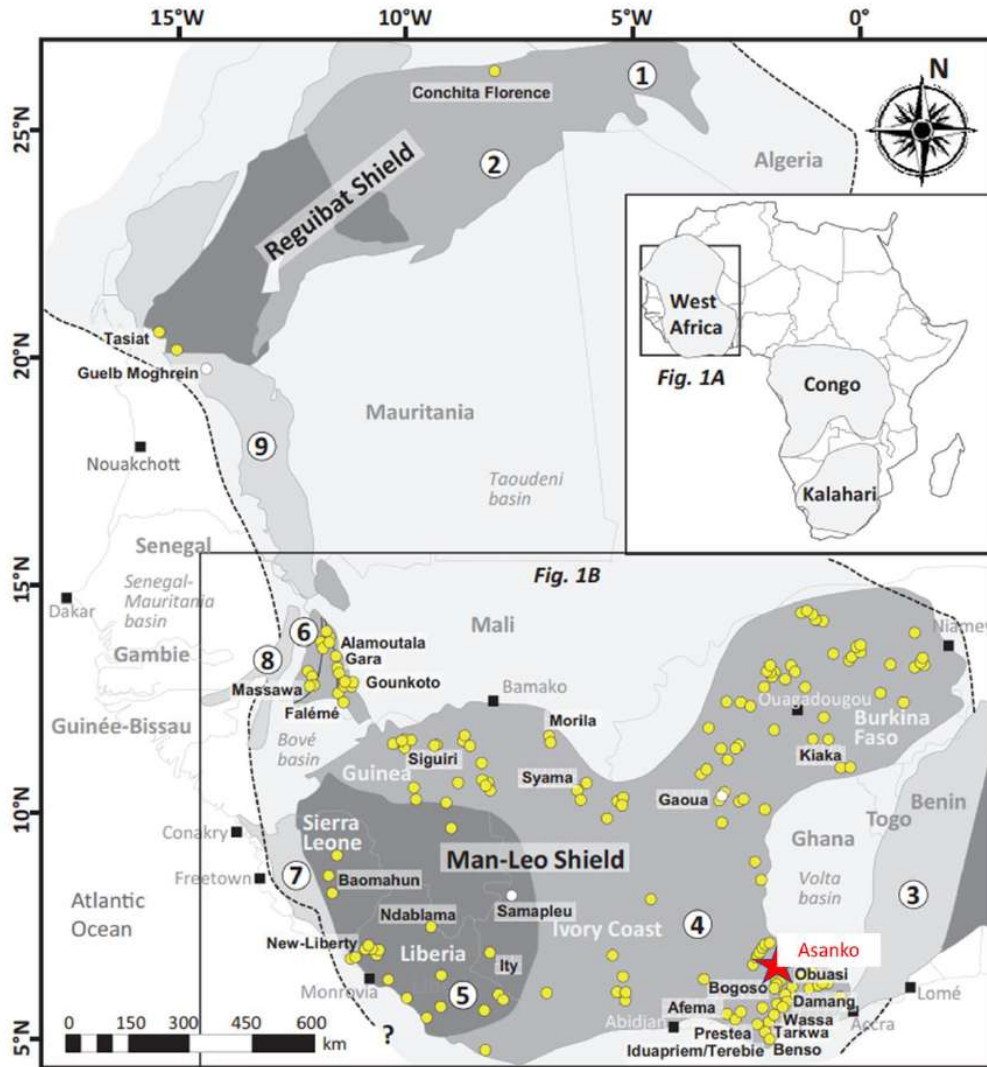 15°W 10°W 5°W 0°
25°N
20°N
15°N
10°N
5°N
N
1
Conchita Florence
2
Algeria
Reguibat Shield
West
Africa
Fig. 1A
Congo
Kalahari
Tasiat
Guelb Moghrein
Mauritania
9
Nouakchott
Taoudeni
basin
Senegal
Fig. 1B
Senegal-
Mauritania
basin
Dakar
6
Mali
Alamoutala
Gara
Niamey
Gambie
8
Gounkoto
Massawa
Bamako
Ouagadougou
Falémé
Guinée-Bissau
Morila
Burkina
Faso
Bové
basin
Siguiri
Kiaka
Guinea
Syama
Gaoua
Benin
Togo
Conakry
Sierra
Leone
Ghana
Man-Leo Shield
Freetown
7
Baomahun
Volta
basin
3
Atlantic
Ocean
Samapleu
Ndablama
Ivory Coast
4
New-Liberty
Liberia
Asanko
Ity
Obuasi
Monrovia
5
Bogoso
Damang
Lomé
Afema
Wassa
Accra
Abidjan
Prestea
Tarkwa
Iduapriem/Terebie
Benso
?
0 150 300 450 600
km